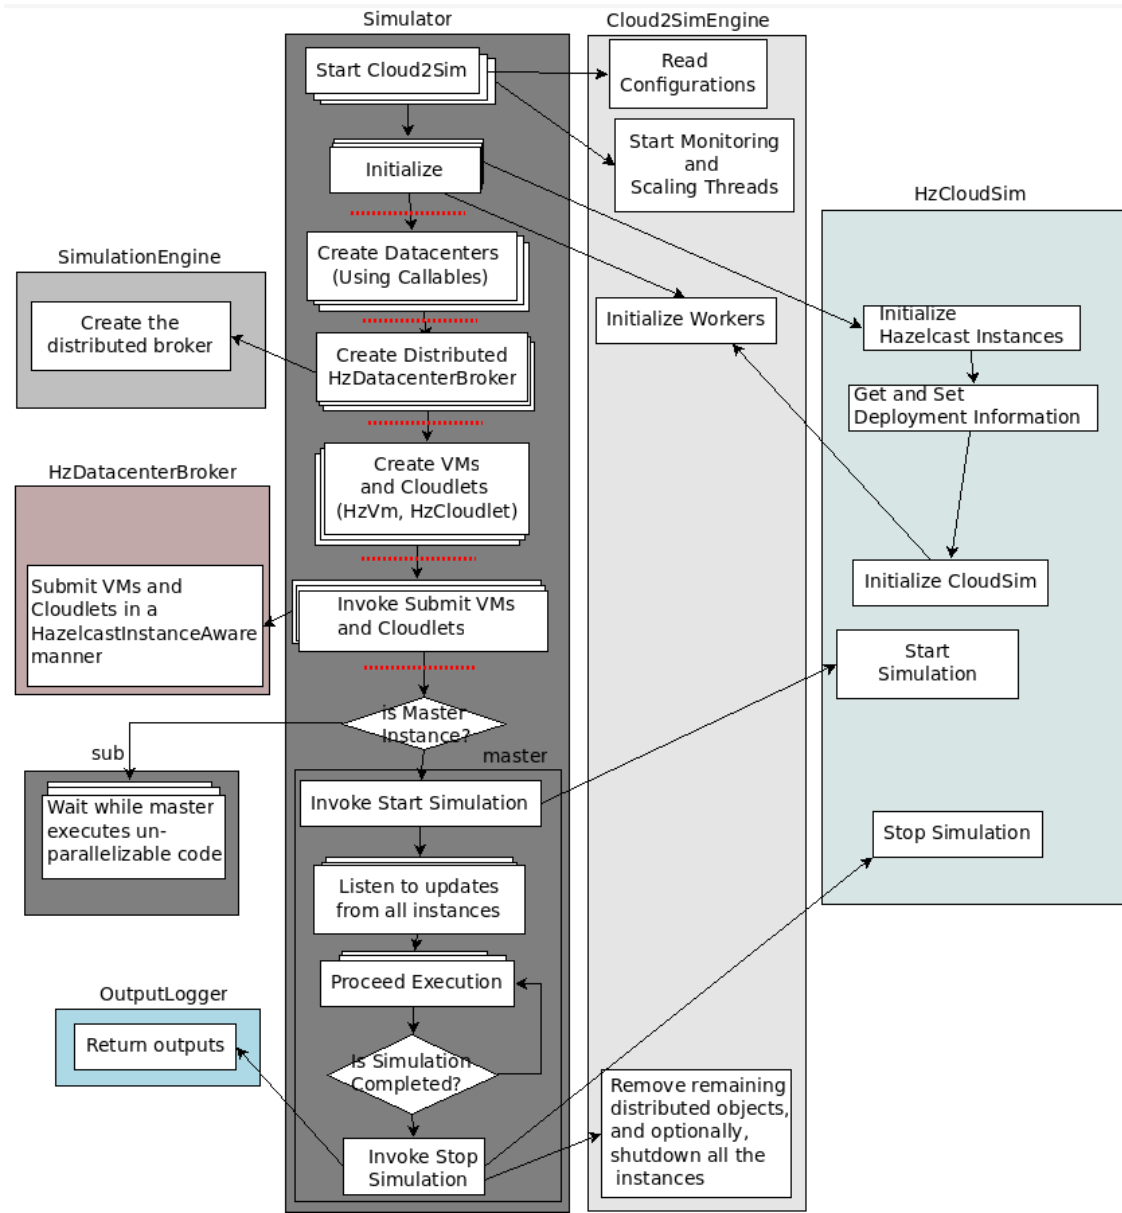 Simulator
Cloud2SimEngine
Start Cloud2Sim
Read
Configurations
Start Monitoring
and
Scaling Threads
Initialize
HzCloudSim
SimulationEngine
Create Datacenters
(Using Callables)
Create the
distributed broker
Initialize Workers
Initialize
Hazelcast Instances
Create Distributed
HzDatacenterBroker
Get and Set
Deployment Information
HzDatacenterBroker
Create VMs
and Cloudlets
(HzVm, HzCloudlet)
Initialize CloudSim
Submit VMs and
Cloudlets in a
HazelcastInstanceAware
manner
Invoke Submit VMs
and Cloudlets
Start
Simulation
is Master
Instance?
sub
master
Wait while master
executes un-
parallelizable code
Invoke Start Simulation
Stop Simulation
Listen to updates
from all instances
Proceed Execution
OutputLogger
Return outputs
Is Simulation
Completed?
Remove remaining
distributed objects,
and optionally,
shutdown all the
instances
Invoke Stop
Simulation